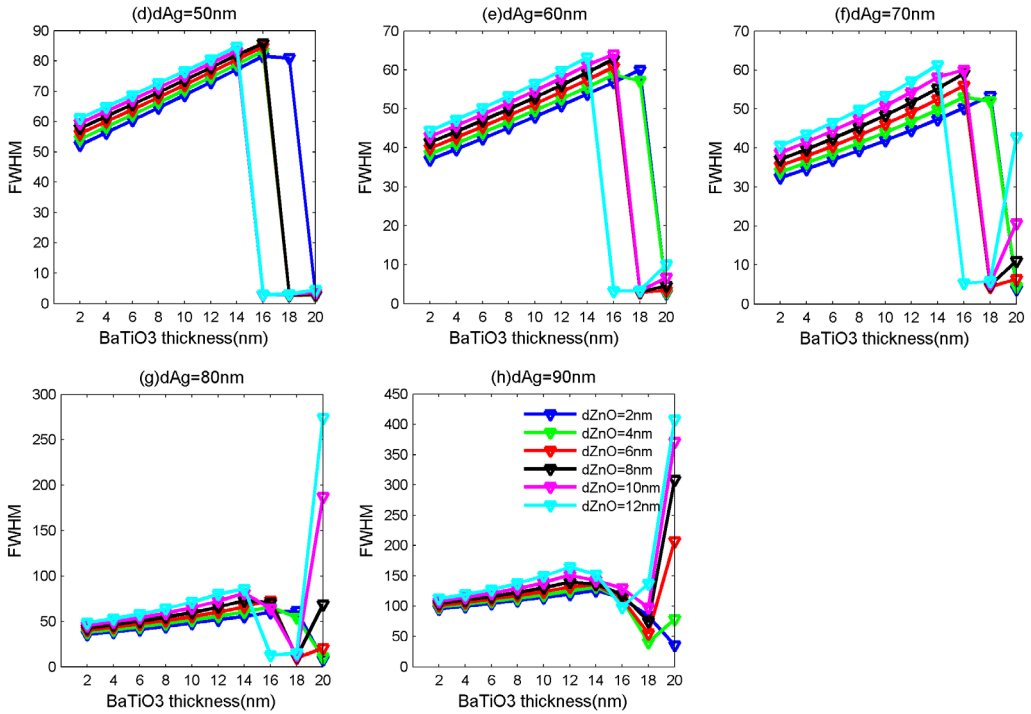 (d)dAg=50nm
90
80
70
60
50
40
30
20
10
0
FWHM
2 4 6 8 10 12 14 16 18 20
BaTiO3 thickness(nm)
(e)dAg=60nm
70
60
50
40
30
20
10
0
FWHM
2 4 6 8 10 12 14 16 18 20
BaTiO3 thickness(nm)
(f)dAg=70nm
70
60
50
40
30
20
10
0
FWHM
2 4 6 8 10 12 14 16 18 20
BaTiO3 thickness(nm)
(g)dAg=80nm
300
250
200
150
100
50
0
FWHM
2 4 6 8 10 12 14 16 18 20
BaTiO3 thickness(nm)
(h)dAg=90nm
450
400
350
300
250
200
150
100
50
0
FWHM
dZnO=2nm
dZnO=4nm
dZnO=6nm
dZnO=8nm
dZnO=10nm
dZnO=12nm
2 4 6 8 10 12 14 16 18 20
BaTiO3 thickness(nm)